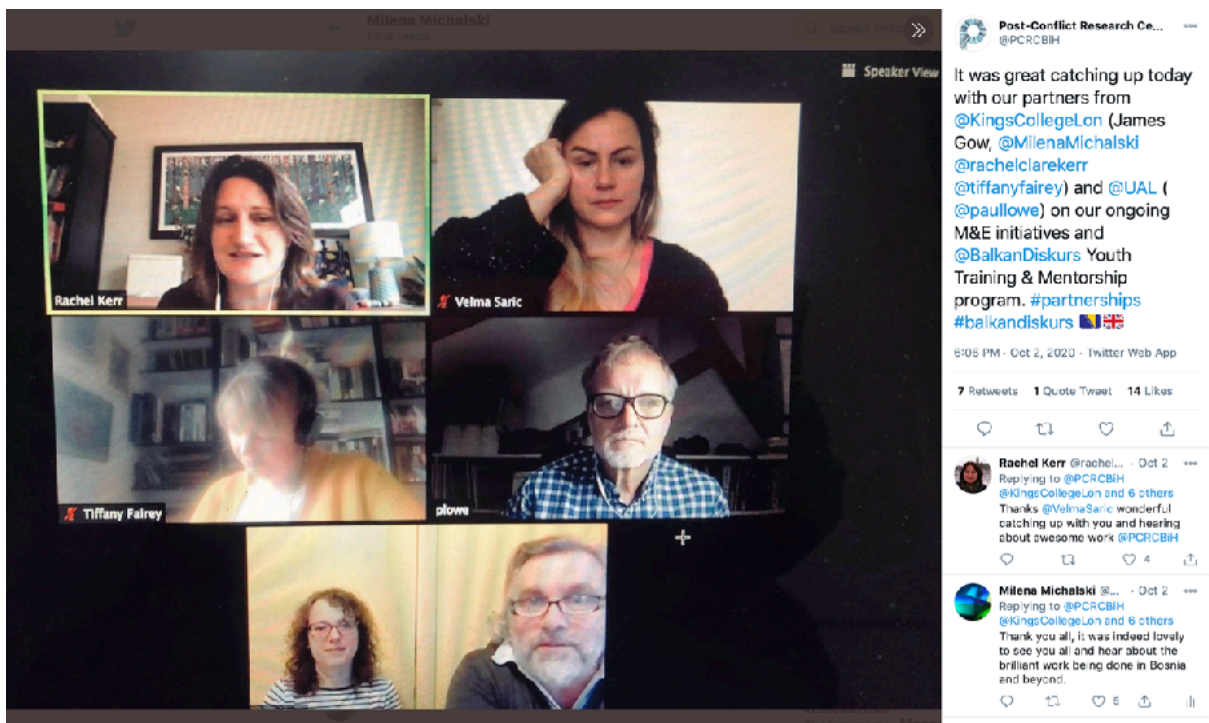 Milena Michalski
Speaker View
Rachel Kerr
Velma Saric
Tiffany Fairey
plowe
Post-Conflict Research Ce...
@PCRCBiH
It was great catching up today
with our partners from
@KingsCollegeLon (James
Gow, @MilenaMichalski
@rachelclarekerr
@tiffanyfairey) and @UAL (
@paullowe) on our ongoing
M&E initiatives and
@BalkanDiskurs Youth
Training & Mentorship
program. #partnerships
#balkandiskurs
6:06 PM · Oct 2, 2020 · Twitter Web App
7 Retweets 1 Quote Tweet 14 Likes
Rachel Kerr @rachel... · Oct 2
Replying to @PCRCBiH
@KingsCollegeLon and 6 others
Thanks @VelmaSaric wonderful
catching up with you and hearing
about awesome work @PCRCBiH
4
Milena Michalski @... · Oct 2
Replying to @PCRCBiH
@KingsCollegeLon and 6 others
Thank you all, it was indeed lovely
to see you all and hear about the
brilliant work being done in Bosnia
and beyond.
5